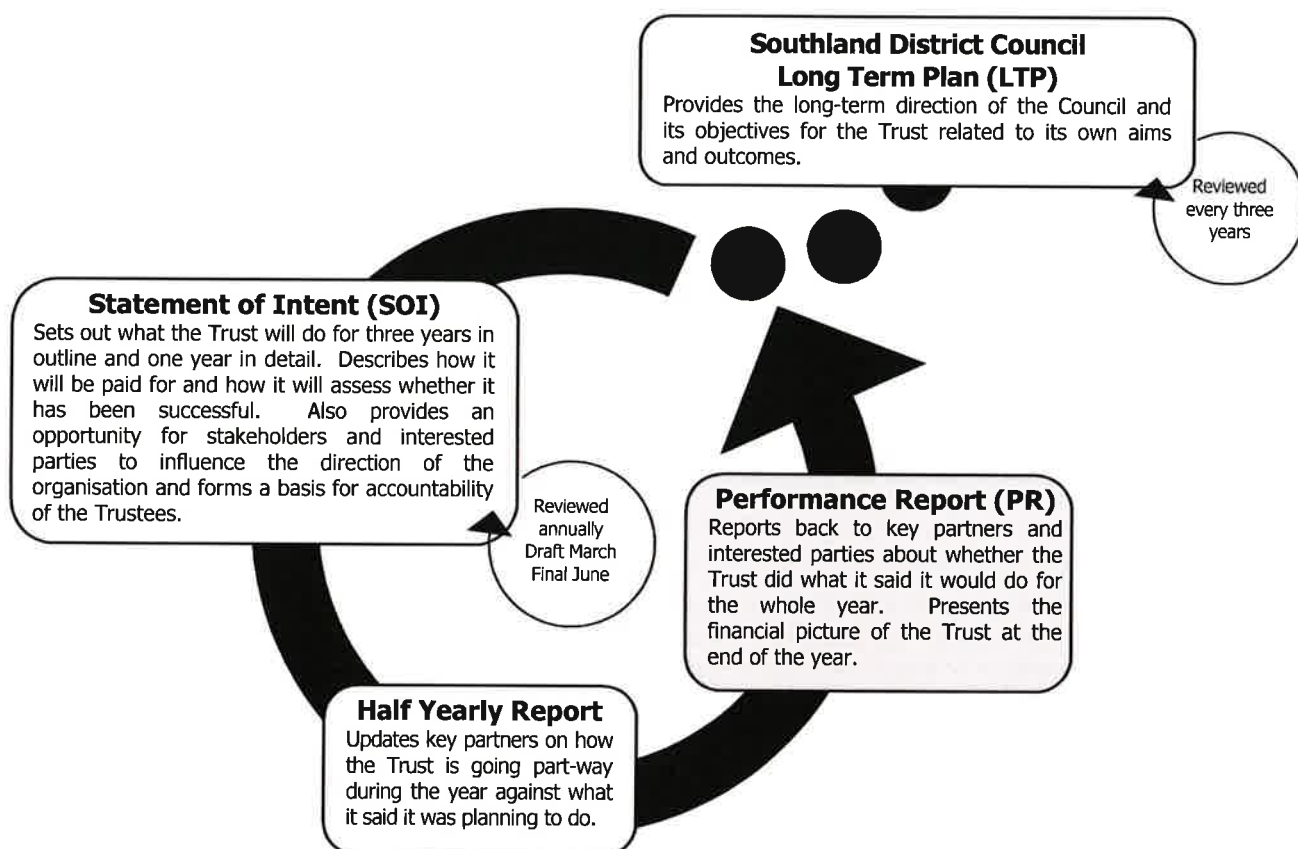 Southland District Council
Long Term Plan (LTP)
Provides the long-term direction of the Council and
its objectives for the Trust related to its own aims
and outcomes.
Reviewed
every three
years
Statement of Intent (SOI)
Sets out what the Trust will do for three years in
outline and one year in detail. Describes how it
will be paid for and how it will assess whether it
has been successful. Also provides an
opportunity for stakeholders and interested
parties to influence the direction of the
organisation and forms a basis for accountability
of the Trustees.
Reviewed
annually
Draft March
Final June
Performance Report (PR)
Reports back to key partners and
interested parties about whether the
Trust did what it said it would do for
the whole year. Presents the
financial picture of the Trust at the
end of the year.
Half Yearly Report
Updates key partners on how
the Trust is going part-way
during the year against what
it said it was planning to do.